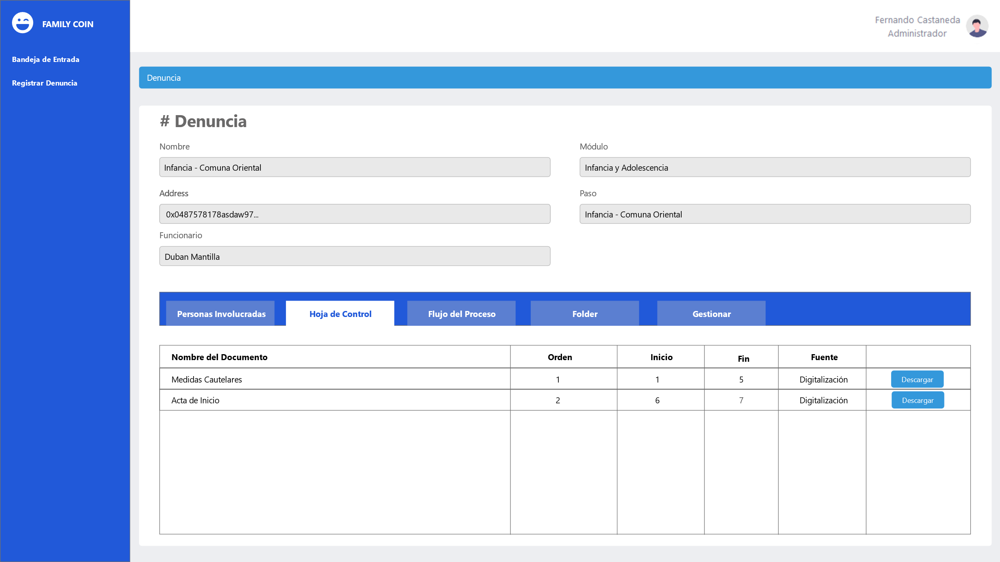 FAMILY COIN
Fernando Castaneda
Administrador
Bandeja de Entrada
Registrar Denuncia
Denuncia
# Denuncia
Nombre
Módulo
Infancia - Comuna Oriental
Infancia y Adolescencia
Address
Paso
0x0487578178asdaw97...
Infancia - Comuna Oriental
Funcionario
Duban Mantilla
Personas Involucradas Hoja de Control Flujo del Proceso Folder Gestionar
Nombre del Documento Orden Inicio Fin Fuente
Medidas Cautelares 1 1 5 Digitalización Descargar
Acta de Inicio 2 6 7 Digitalización Descargar